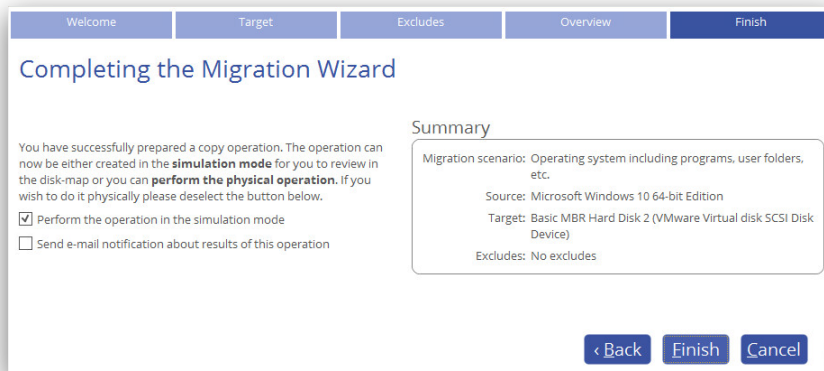 Welcome
Target
Excludes
Overview
Finish
Completing the Migration Wizard
You have successfully prepared a copy operation. The operation can
now be either created in the simulation mode for you to review in
the disk-map or you can perform the physical operation. If you
wish to do it physically please deselect the button below.
Perform the operation in the simulation mode
Send e-mail notification about results of this operation
Summary
Migration scenario: Operating system including programs, user folders,
etc.
Source: Microsoft Windows 10 64-bit Edition
Target: Basic MBR Hard Disk 2 (VMware Virtual disk SCSI Disk
Device)
Excludes: No excludes
‹ Back
Finish
Cancel